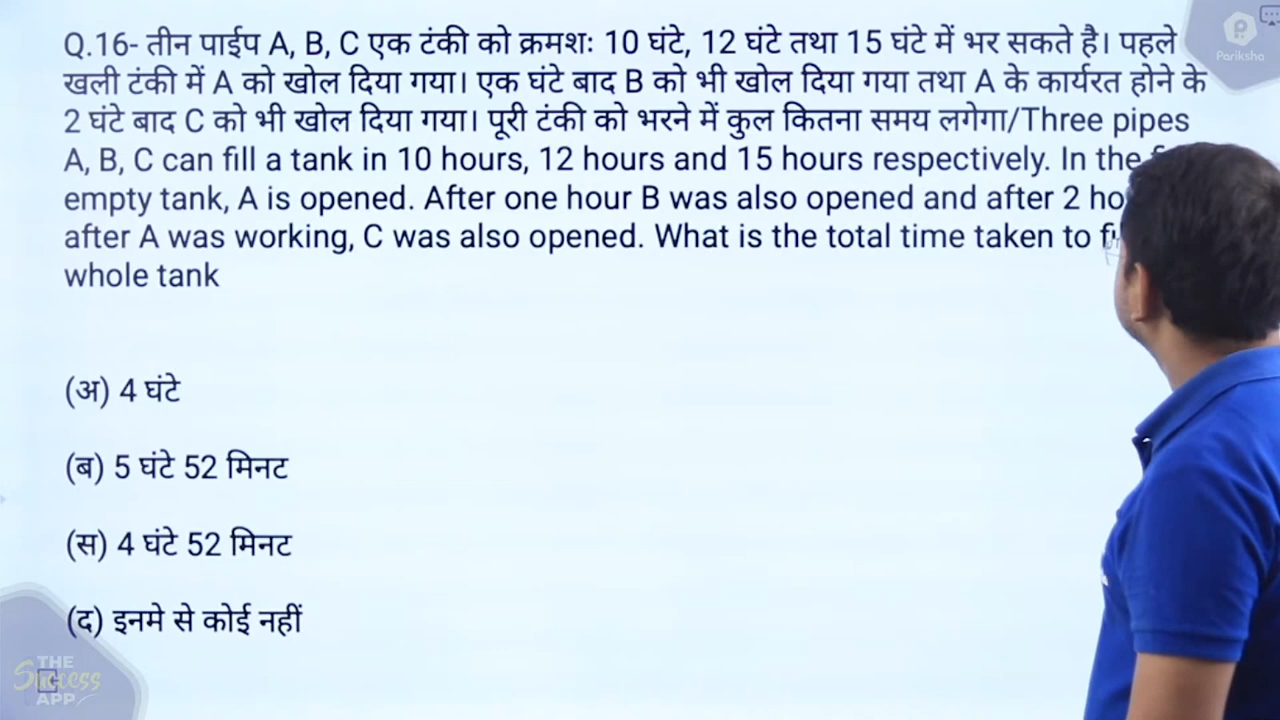 Q.16- तीन पाईप A, B, C एक टंकी को क्रमशः 10 घंटे, 12 घंटे तथा 15 घंटे में भर सकते है। पहले
खली टंकी में A को खोल दिया गया। एक घंटे बाद B को भी खोल दिया गया तथा A के कार्यरत होने के
2 घंटे बाद C को भी खोल दिया गया। पूरी टंकी को भरने में कुल कितना समय लगेगा/Three pipes
A, B, C can fill a tank in 10 hours, 12 hours and 15 hours respectively. In the
empty tank, A is opened. After one hour B was also opened and after 2
after A was working, C was also opened. What is the total time taken to
whole tank
(अ) 4 घंटे
(ब) 5 घंटे 52 मिनट
(स) 4 घंटे 52 मिनट
(द) इनमे से कोई नहीं
Pariksha
THE
Success
APP